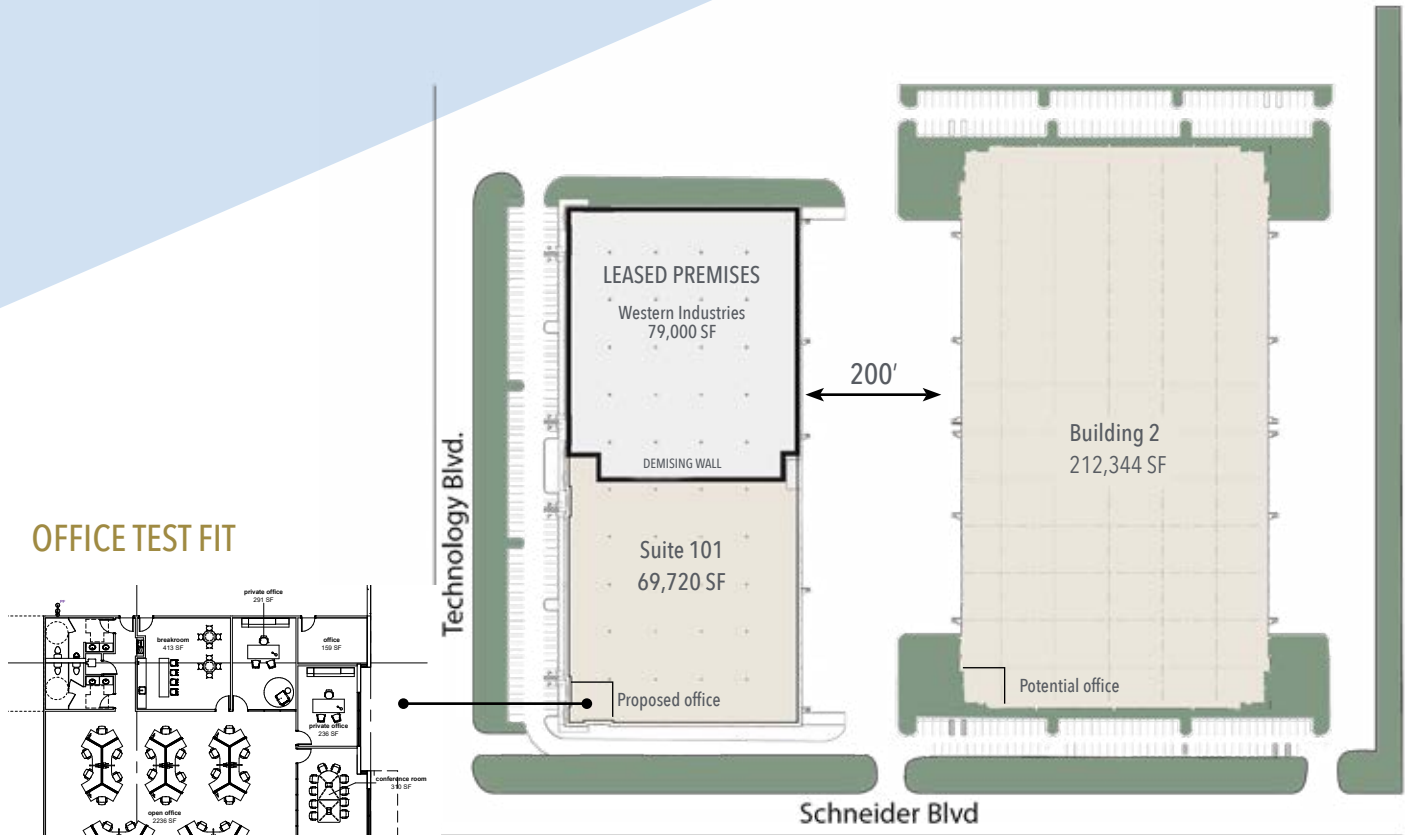 LEASED PREMISES
Western Industries
79,000 SF
200'
DEMISING WALL
Technology Blvd.
Building 2
212,344 SF
Suite 101
69,720 SF
Proposed office
Potential office
Schneider Blvd
OFFICE TEST FIT
private office
291 SF
breakroom
413 SF
office
159 SF
private office
236 SF
conference room
310 SF
open office
2236 SF